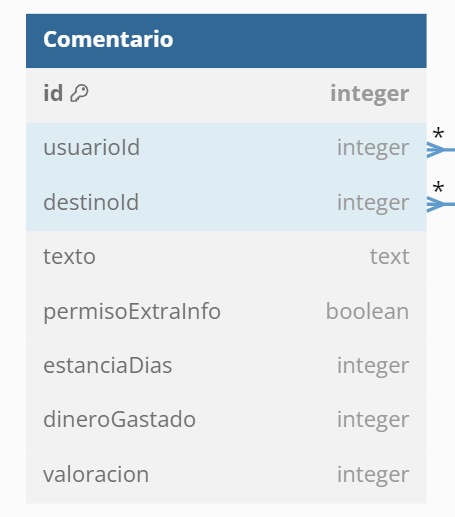 Comentario
id integer
usuarioId integer *
destinoId integer *
texto text
permisoExtraInfo boolean
estanciaDias integer
dineroGastado integer
valoracion integer